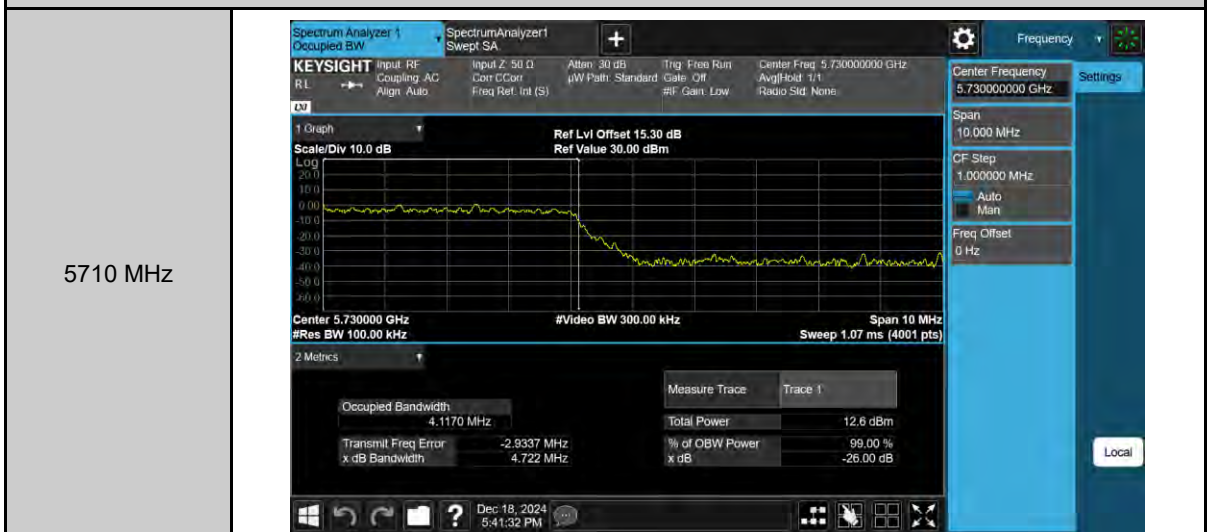 5710 MHz
Spectrum Analyzer 1
Occupied BW
SpectrumAnalyzer1
Swept SA
Frequency
KEYSIGHT
RL
LXI
Input: RF
Coupling: AC
Align: Auto
Input Z: 50 Ω
Corr CCorr
Freq Ref: Int (S)
Atten: 30 dB
µW Path: Standard
Trig: Free Run
Gate: Off
#IF Gain: Low
Center Freq: 5.730000000 GHz
Avg|Hold: 1/1
Radio Std: None
Center Frequency
5.730000000 GHz
Settings
Span
10.000 MHz
CF Step
1.000000 MHz
Auto
Man
Freq Offset
0 Hz
1 Graph
Scale/Div 10.0 dB
Ref Lvl Offset 15.30 dB
Ref Value 30.00 dBm
Log
20.0
10.0
0.00
-10.0
-20.0
-30.0
-40.0
-50.0
-60.0
Center 5.730000 GHz
#Video BW 300.00 kHz
Span 10 MHz
#Res BW 100.00 kHz
Sweep 1.07 ms (4001 pts)
2 Metrics
Measure Trace Trace 1
Occupied Bandwidth
4.1170 MHz
Total Power 12.6 dBm
Transmit Freq Error -2.9337 MHz
% of OBW Power 99.00 %
x dB Bandwidth 4.722 MHz
x dB -26.00 dB
Local
?
Dec 18, 2024
5:41:32 PM